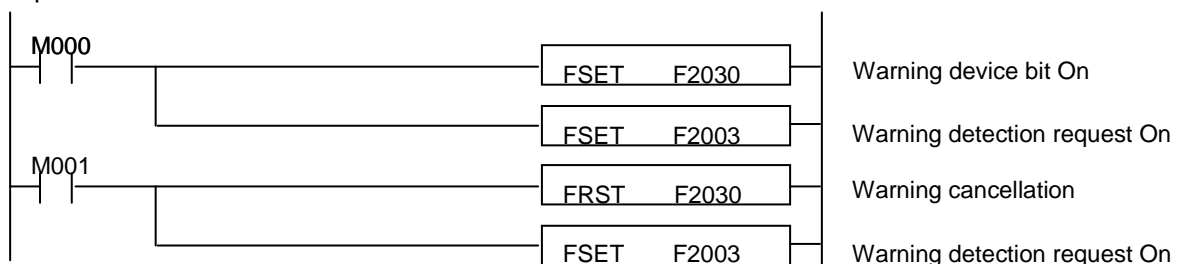 M000
FSET F2030
Warning device bit On
FSET F2003
Warning detection request On
M001
FRST F2030
Warning cancellation
FSET F2003
Warning detection request On